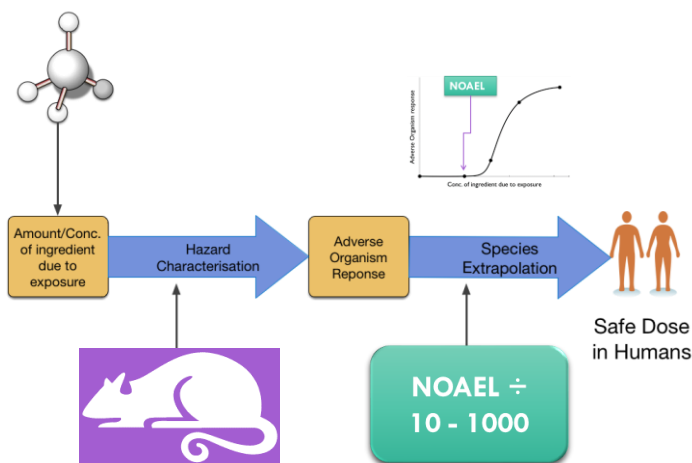 NOAEL
Adverse Organism response
Conc. of ingredient due to exposure
Amount/Conc.
of ingredient
due to
exposure
Hazard
Characterisation
Adverse
Organism
Reponse
Species
Extrapolation
Safe Dose
in Humans
NOAEL ÷
10 - 1000